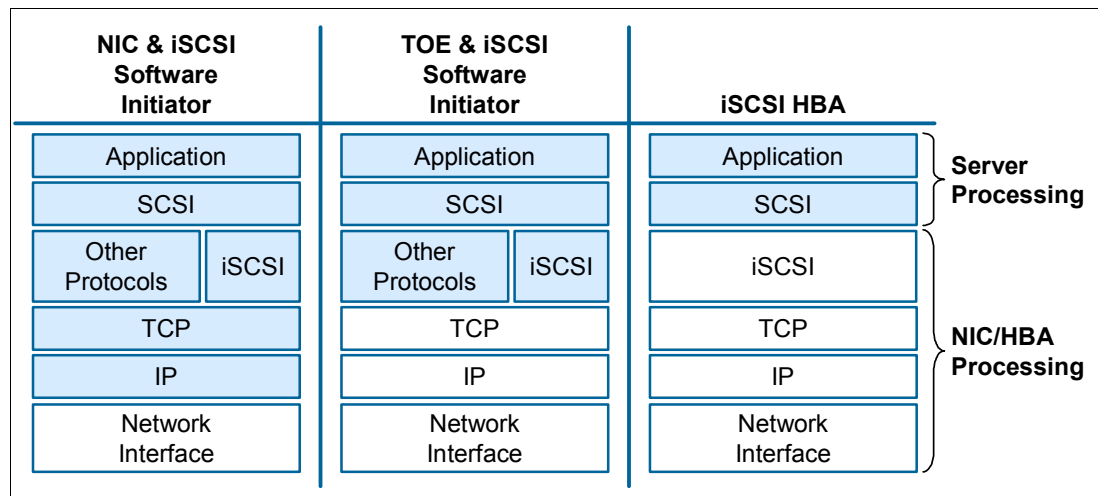 NIC & iSCSI
Software
Initiator
TOE & iSCSI
Software
Initiator
iSCSI HBA
Application
Application
Application
SCSI
SCSI
SCSI
Server
Processing
Other
Protocols
iSCSI
Other
Protocols
iSCSI
iSCSI
TCP
TCP
TCP
IP
IP
IP
NIC/HBA
Processing
Network
Interface
Network
Interface
Network
Interface